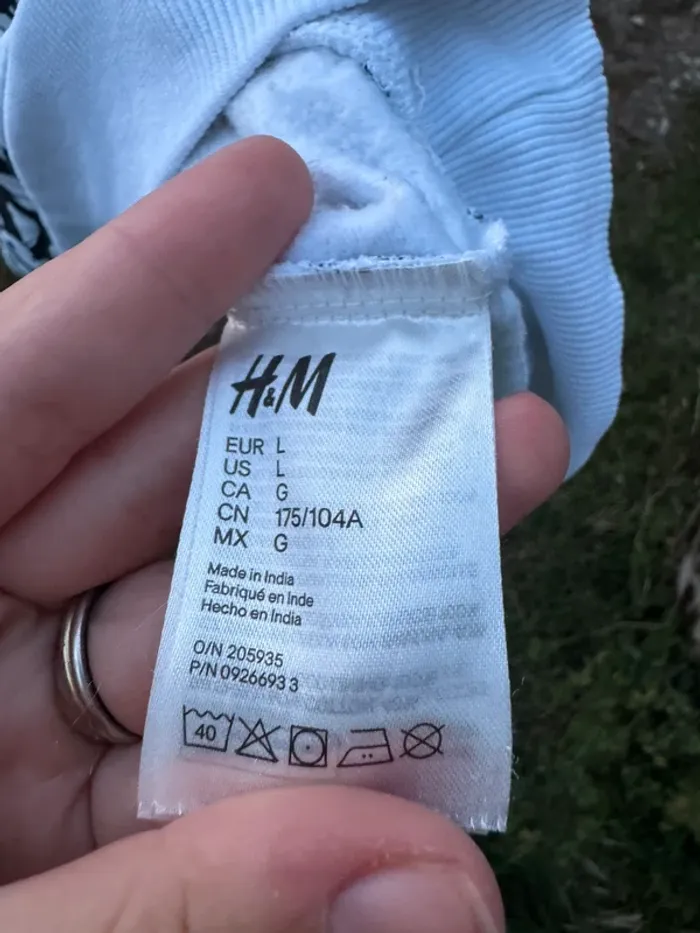 H&M
EUR L
US L
CA G
CN 175/104A
MX G
Made in India
Fabriqué en Inde
Hecho en India
O/N 205935
P/N 0926693 3
40